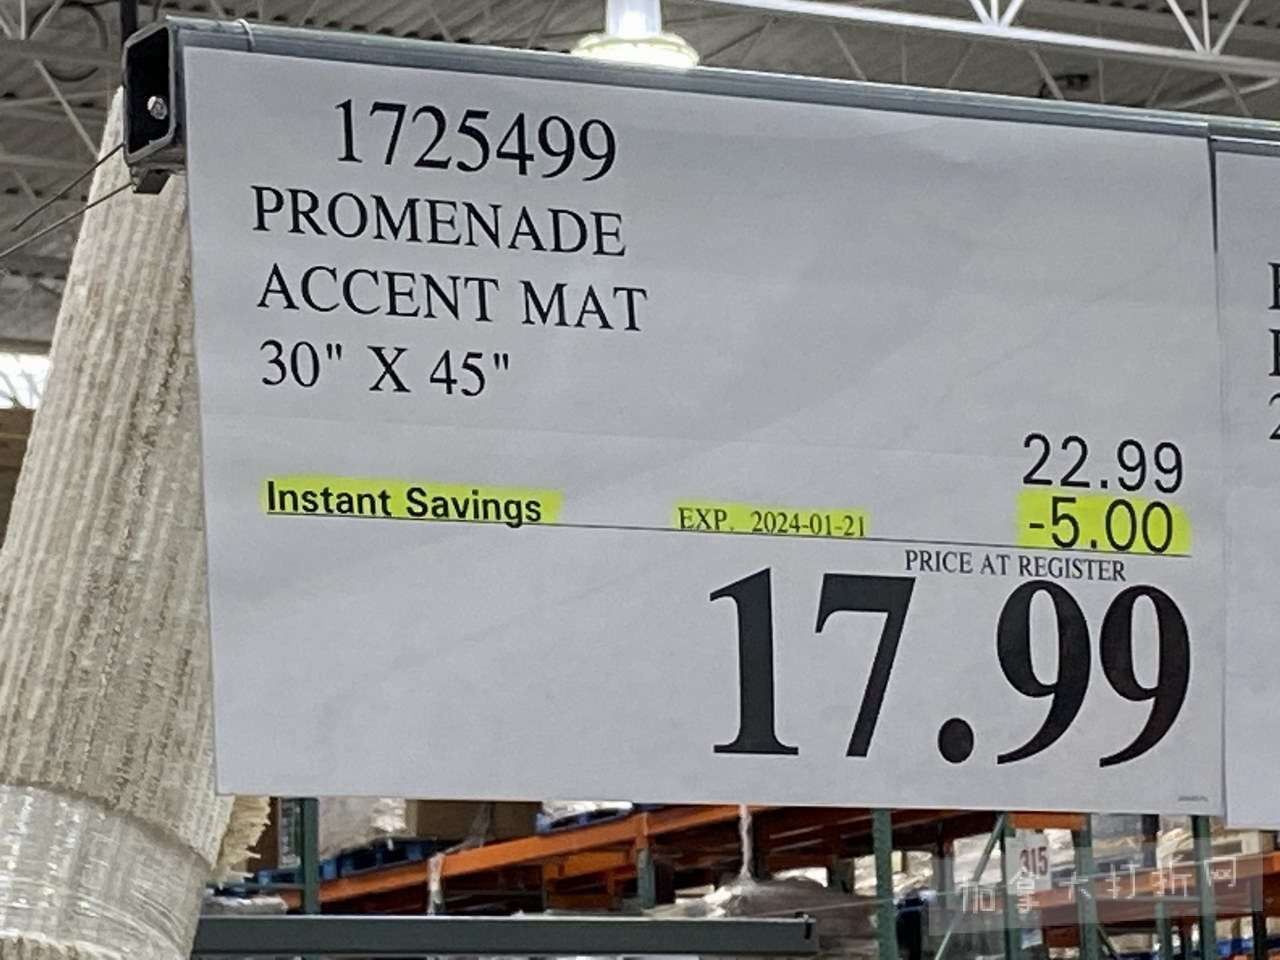 1725499
PROMENADE
ACCENT MAT
30" X 45"
22.99
Instant Savings EXP. 2024-01-21 -5.00
PRICE AT REGISTER
17.99
315
加拿大打折网